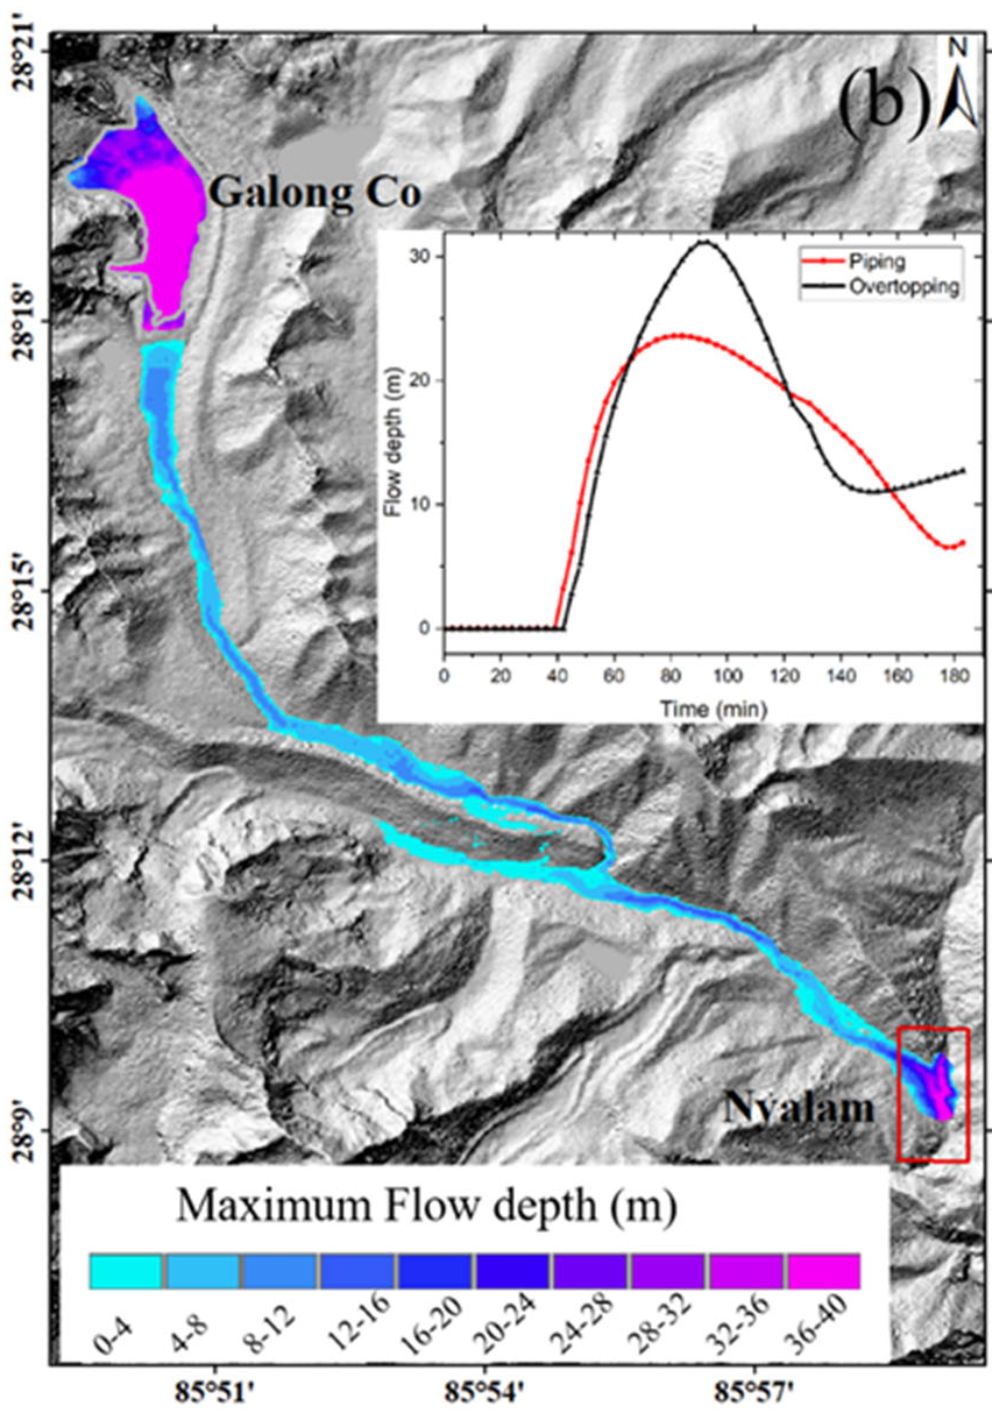 28°21'
N
(b)
Galong Co
30
Piping
Overtopping
28°18'
20
Flow depth (m)
10
28°15'
0
0 20 40 60 80 100 120 140 160 180
Time (min)
28°12'
Nyalam
28°9'
Maximum Flow depth (m)
0-4 4-8 8-12 12-16 16-20 20-24 24-28 28-32 32-36 36-40
85°51' 85°54' 85°57'